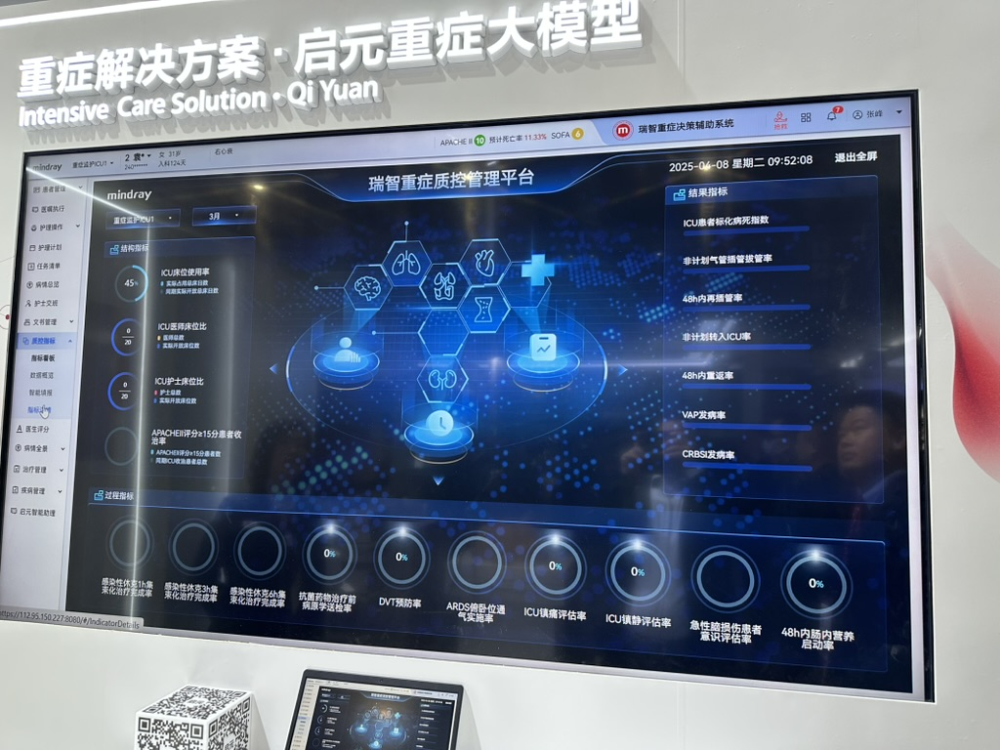 重症解决方案·启元重症大模型
Intensive Care Solution · Qi Yuan
mindray 重症监护ICU1 2 袁* 女 31岁 石心良
240****** 入科124天
APACHE II 10 预计死亡率 11.33% SOFA 6
m 瑞智重症决策辅助系统
抢救 7 张峰
患者管理
医嘱执行
护理操作
护理计划
任务清单
病情总览
护士交班
文书管理
质控指标
指标看板
数据概览
智能填报
指标
医生评分
病情全景
治疗管理
疾病管理
启元智能助理
https://112.95.150.227:8080/#/IndicatorDetails
mindray
瑞智重症质控管理平台
2025-04-08 星期二 09:52:08 退出全屏
重症监护ICU1 3月
结构指标
45%
ICU床位使用率
实际占用总床日数
同期实际开放总床日数
0
20
ICU医师床位比
医师总数
实际开放床位数
0
20
ICU护士床位比
护士总数
实际开放床位数
APACHEII评分≥15分患者收
治率
APACHEII评分≥15分患者数
同期ICU收治患者总数
结果指标
ICU患者标化病死指数
非计划气管插管拔管率
48h内再插管率
非计划转入ICU率
48h内重返率
VAP发病率
CRBSI发病率
过程指标
感染性休克1h集
束化治疗完成率
感染性休克3h集
束化治疗完成率
感染性休克6h集
束化治疗完成率
0%
抗菌药物治疗前
病原学送检率
0%
DVT预防率
ARDS俯卧位通
气实施率
0%
ICU镇痛评估率
0%
ICU镇静评估率
急性脑损伤患者
意识评估率
0%
48h内肠内营养
启动率